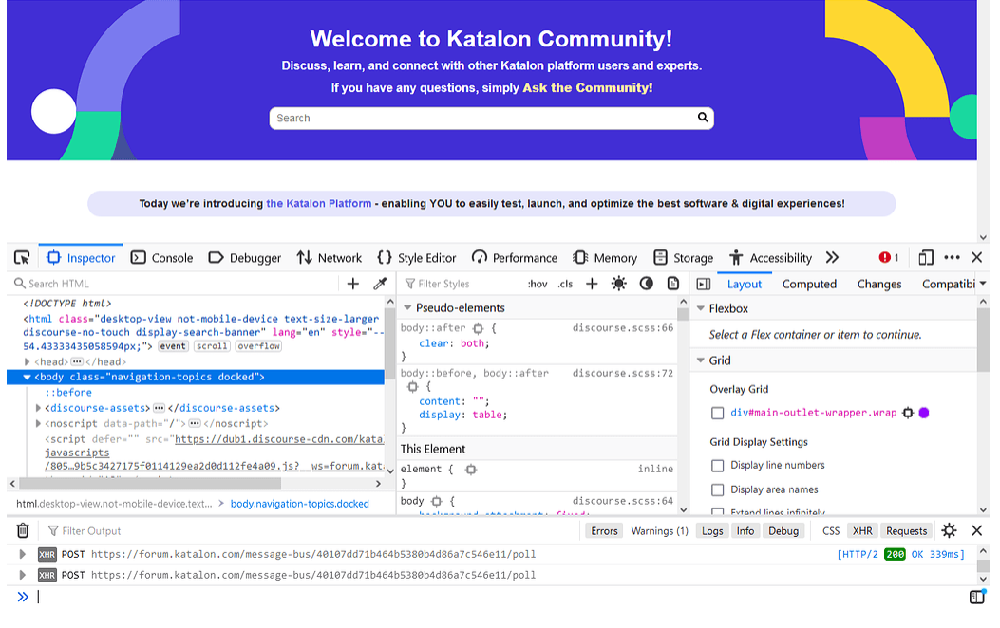 Welcome to Katalon Community!
Discuss, learn, and connect with other Katalon platform users and experts.
If you have any questions, simply Ask the Community!
Search
Today we're introducing the Katalon Platform - enabling YOU to easily test, launch, and optimize the best software & digital experiences!
Inspector Console Debugger Network Style Editor Performance Memory Storage Accessibility 1
Search HTML
<!DOCTYPE html>
<html class="desktop-view not-mobile-device text-size-larger
discourse-no-touch display-search-banner" lang="en" style="--
54.43333435058594px;"> event scroll overflow
<head> ••• </head>
<body class="navigation-topics docked">
::before
<discourse-assets> ••• </discourse-assets>
<noscript data-path="/"> ••• </noscript>
<script defer="" src="https://dub1.discourse-cdn.com/kata
javascripts
/805…9b5c3427175f0114129ea2d0d112fe4a09.js?__ws=forum.kat
html.desktop-view.not-mobile-device.text… > body.navigation-topics.docked
Filter Styles :hov .cls
Pseudo-elements
body::after { discourse.scss:66
clear: both;
}
body::before, body::after discourse.scss:72
{
content: "";
display: table;
}
This Element
element { inline
}
body { discourse.scss:64
background-attachment: fixed;
Layout Computed Changes Compatibi
Flexbox
Select a Flex container or item to continue.
Grid
Overlay Grid
div#main-outlet-wrapper.wrap
Grid Display Settings
Display line numbers
Display area names
Extend lines infinitely
Filter Output Errors Warnings (1) Logs Info Debug CSS XHR Requests
XHR POST https://forum.katalon.com/message-bus/40107dd71b464b5380b4d86a7c546e11/poll [HTTP/2 200 OK 339ms]
XHR POST https://forum.katalon.com/message-bus/40107dd71b464b5380b4d86a7c546e11/poll